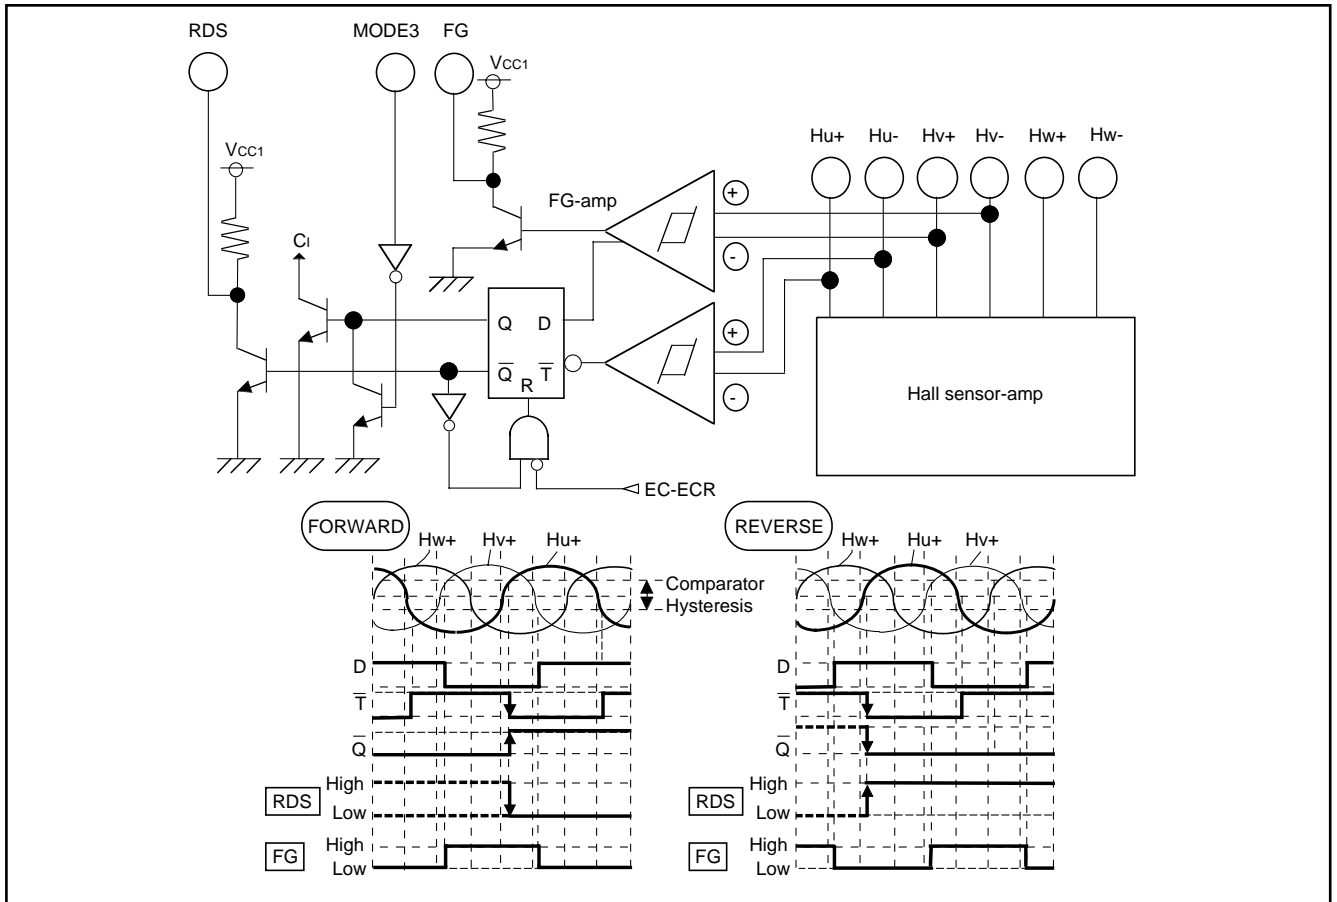 RDS MODE3 FG
VCC1
Hu+ Hu- Hv+ Hv- Hw+ Hw-
VCC1
FG-amp
+
-
CI
Q D
Q̅ T̅
R
+
-
Hall sensor-amp
EC-ECR
FORWARD
Hw+ Hv+ Hu+
Comparator
Hysteresis
D
T̅
Q̅
RDS
High
Low
FG
High
Low
REVERSE
Hw+ Hu+ Hv+
D
T̅
Q̅
RDS
High
Low
FG
High
Low